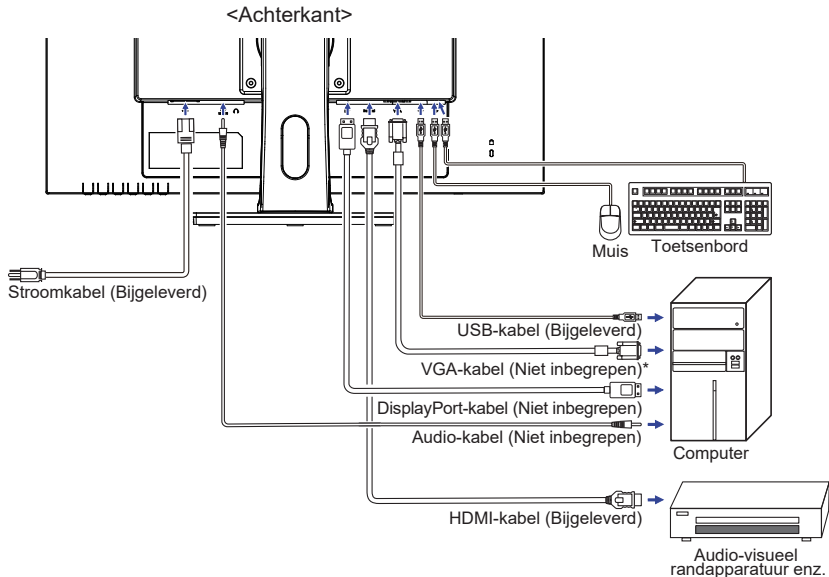 <Achterkant>
Muis
Toetsenbord
Stroomkabel (Bijgeleverd)
USB-kabel (Bijgeleverd)
VGA-kabel (Niet inbegrepen)*
DisplayPort-kabel (Niet inbegrepen)
Audio-kabel (Niet inbegrepen)
Computer
HDMI-kabel (Bijgeleverd)
Audio-visueel
randapparatuur enz.